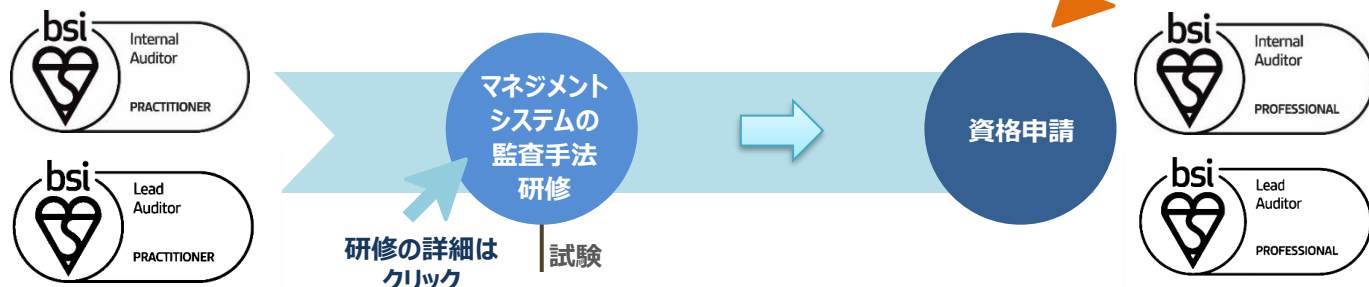 bsi
Internal
Auditor
PRACTITIONER
bsi
Lead
Auditor
PRACTITIONER
マネジメント
システムの
監査手法
研修
研修の詳細は
クリック
試験
資格申請
bsi
Internal
Auditor
PROFESSIONAL
bsi
Lead
Auditor
PROFESSIONAL